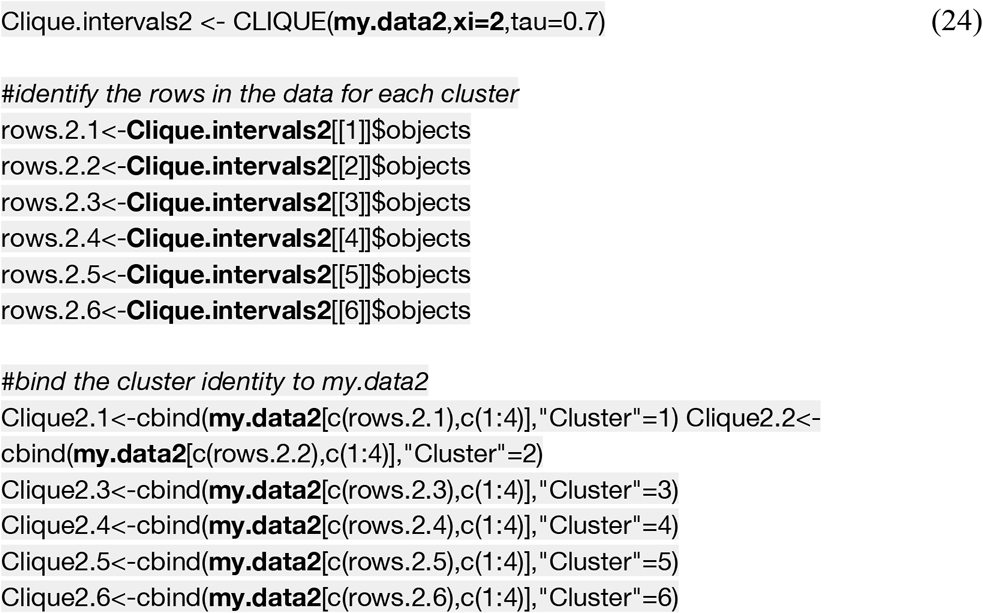 Clique.intervals2 <- CLIQUE(my.data2,xi=2,tau=0.7) (24)
#identify the rows in the data for each cluster
rows.2.1<-Clique.intervals2[[1]]$objects
rows.2.2<-Clique.intervals2[[2]]$objects
rows.2.3<-Clique.intervals2[[3]]$objects
rows.2.4<-Clique.intervals2[[4]]$objects
rows.2.5<-Clique.intervals2[[5]]$objects
rows.2.6<-Clique.intervals2[[6]]$objects
#bind the cluster identity to my.data2
Clique2.1<-cbind(my.data2[c(rows.2.1),c(1:4)],"Cluster"=1) Clique2.2<-
cbind(my.data2[c(rows.2.2),c(1:4)],"Cluster"=2)
Clique2.3<-cbind(my.data2[c(rows.2.3),c(1:4)],"Cluster"=3)
Clique2.4<-cbind(my.data2[c(rows.2.4),c(1:4)],"Cluster"=4)
Clique2.5<-cbind(my.data2[c(rows.2.5),c(1:4)],"Cluster"=5)
Clique2.6<-cbind(my.data2[c(rows.2.6),c(1:4)],"Cluster"=6)